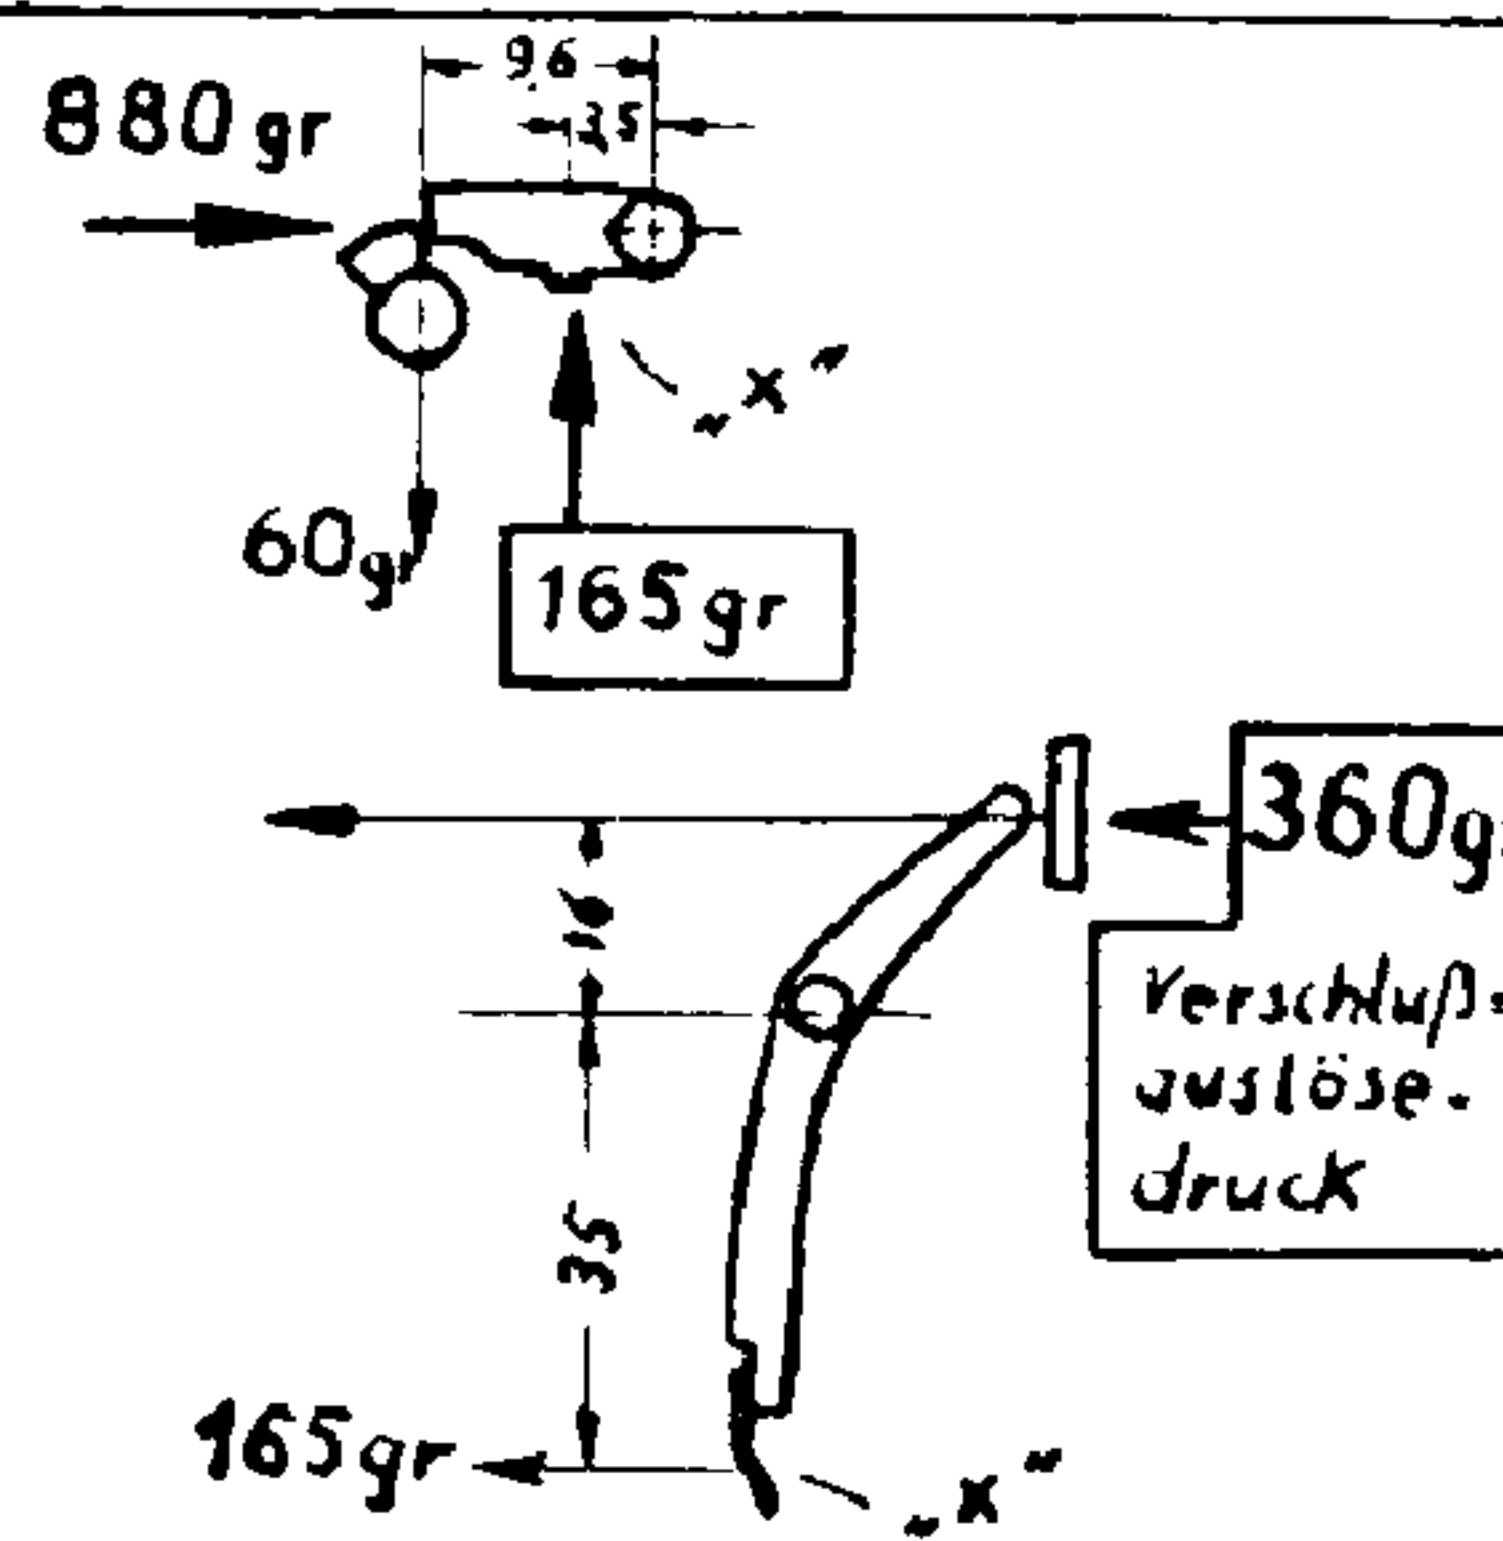 9.6
880 gr
3,5
„x"
60gr
165 gr
360g
16
Verschluß-
auslöse-
druck
35
165gr
„x"